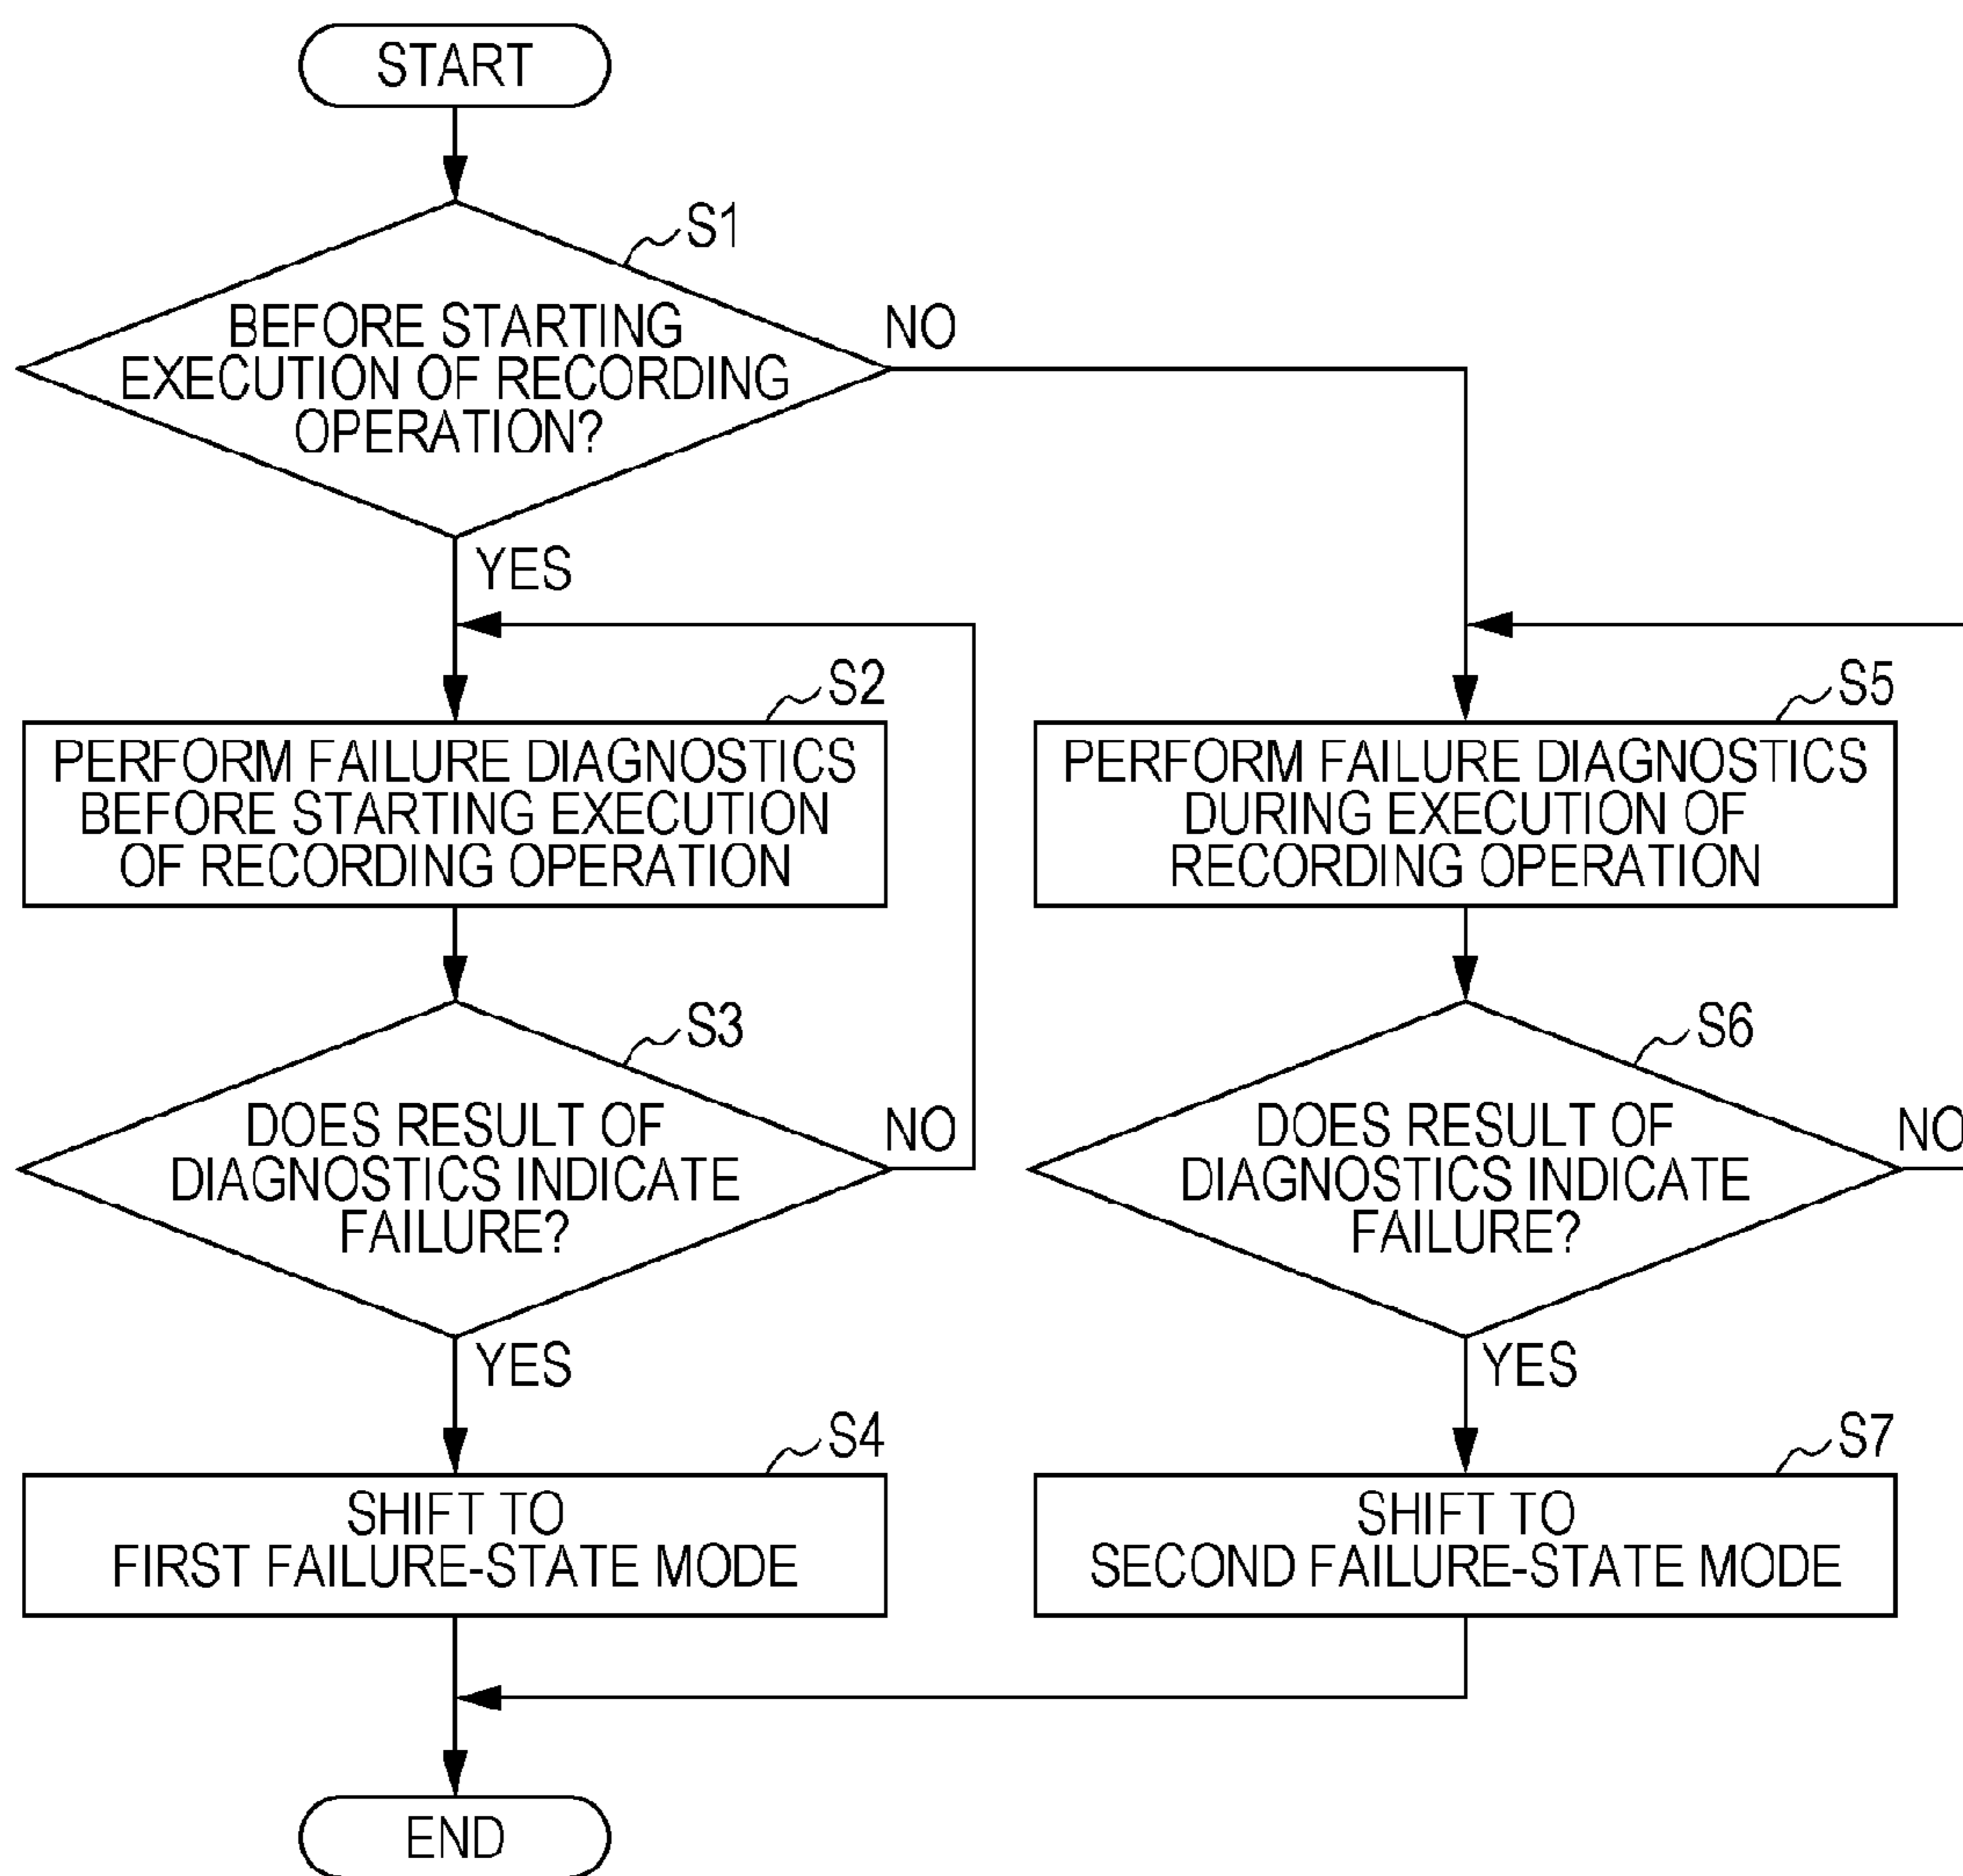 START
S1
BEFORE STARTING
EXECUTION OF RECORDING
OPERATION?
NO
YES
S2
PERFORM FAILURE DIAGNOSTICS
BEFORE STARTING EXECUTION
OF RECORDING OPERATION
S3
DOES RESULT OF
DIAGNOSTICS INDICATE
FAILURE?
NO
YES
S4
SHIFT TO
FIRST FAILURE-STATE MODE
S5
PERFORM FAILURE DIAGNOSTICS
DURING EXECUTION OF
RECORDING OPERATION
S6
DOES RESULT OF
DIAGNOSTICS INDICATE
FAILURE?
NO
YES
S7
SHIFT TO
SECOND FAILURE-STATE MODE
END